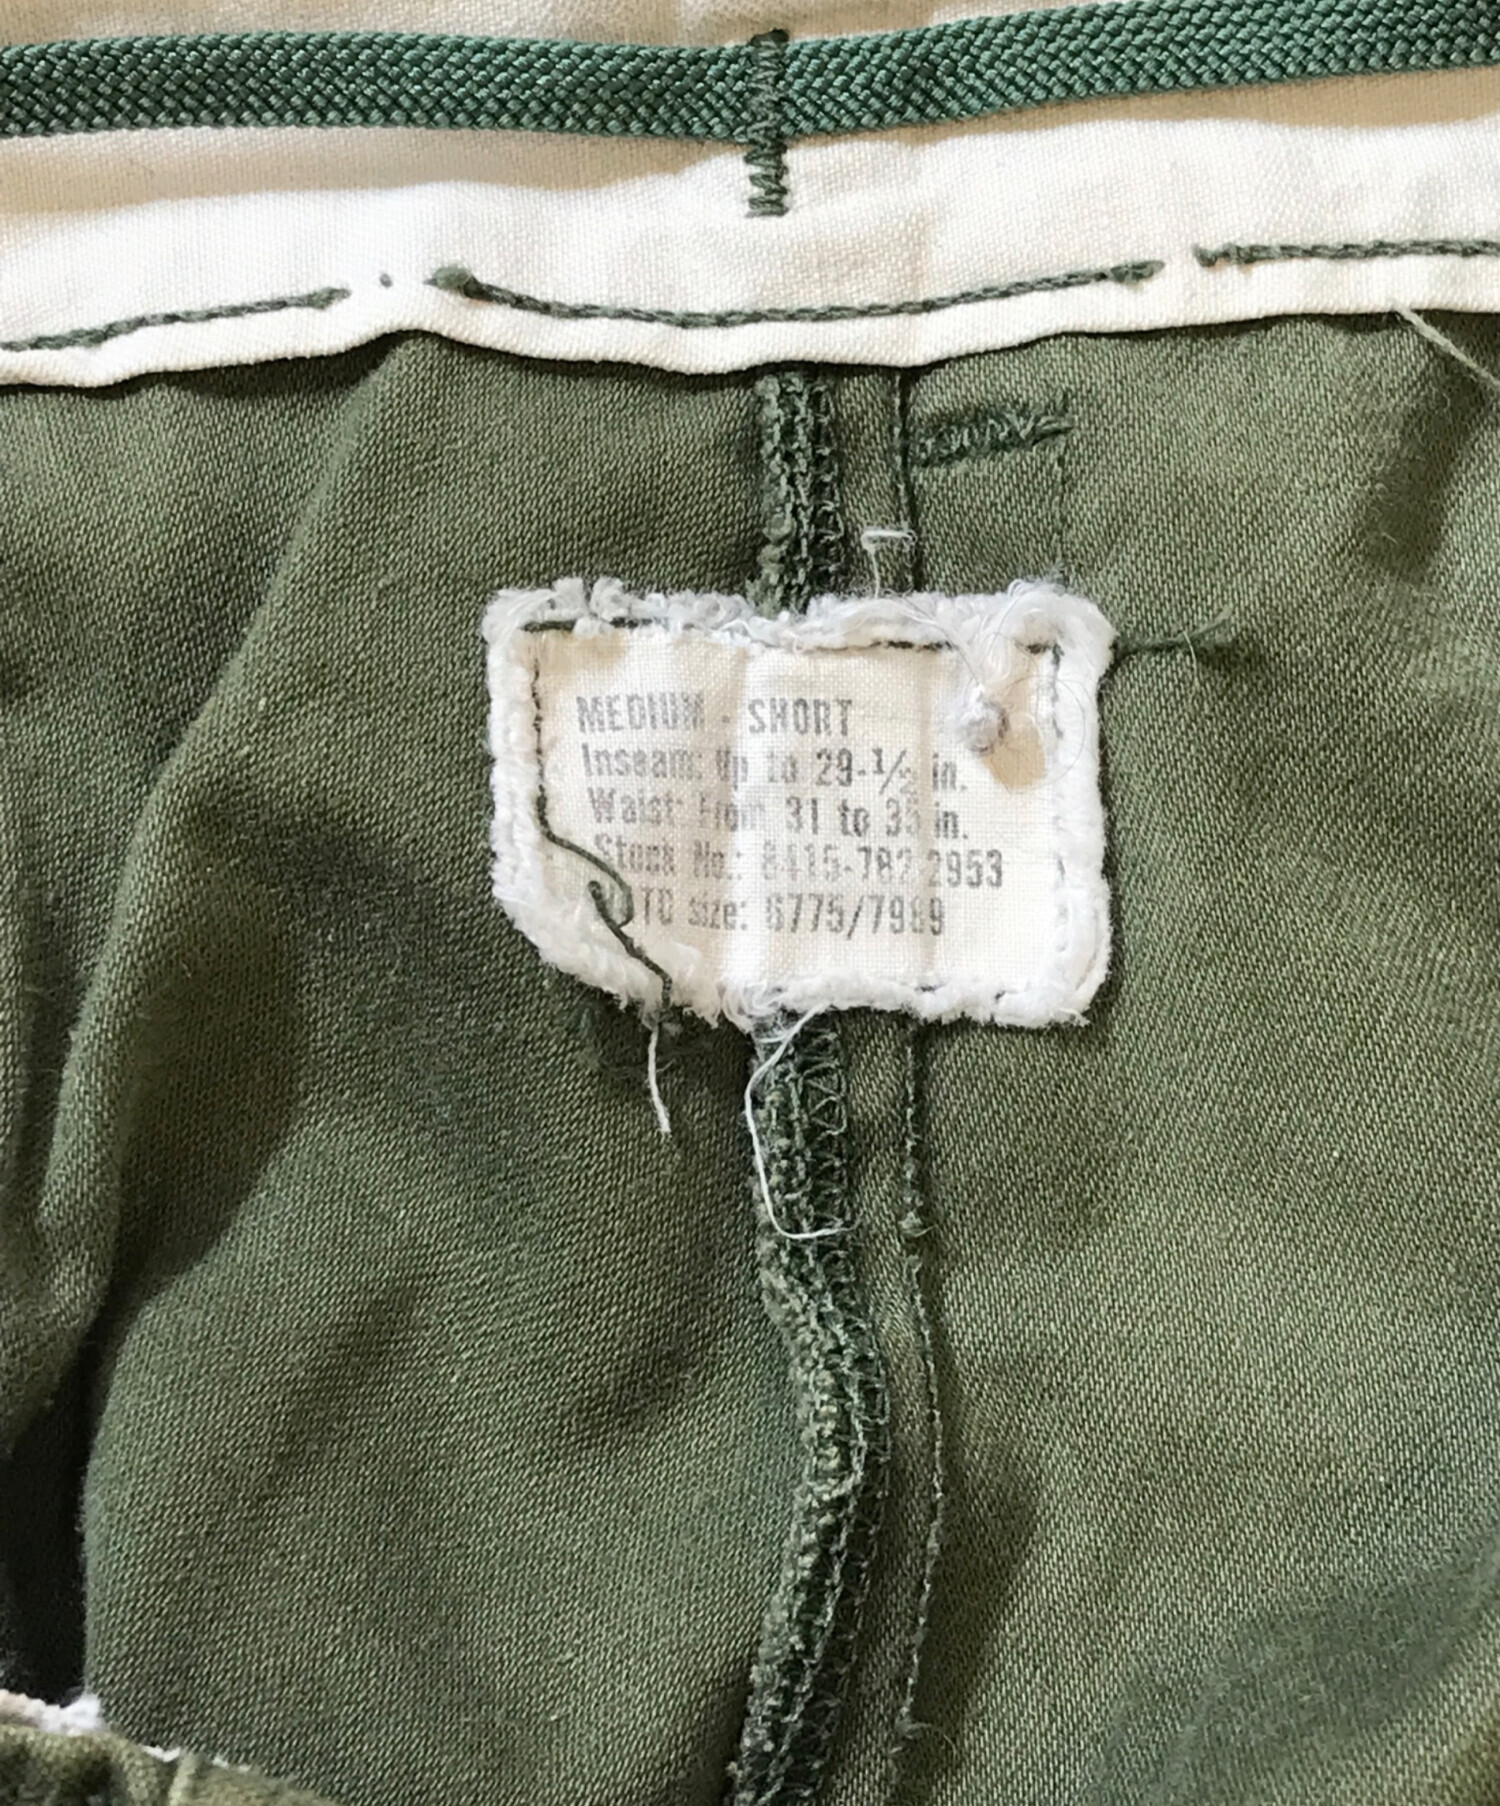 MEDIUM - SHORT
Inseam: Up to 29-1/2 in.
Waist: From 31 to 35 in.
Stock No.: 8415-782-2953
NATO size: 6775/7989